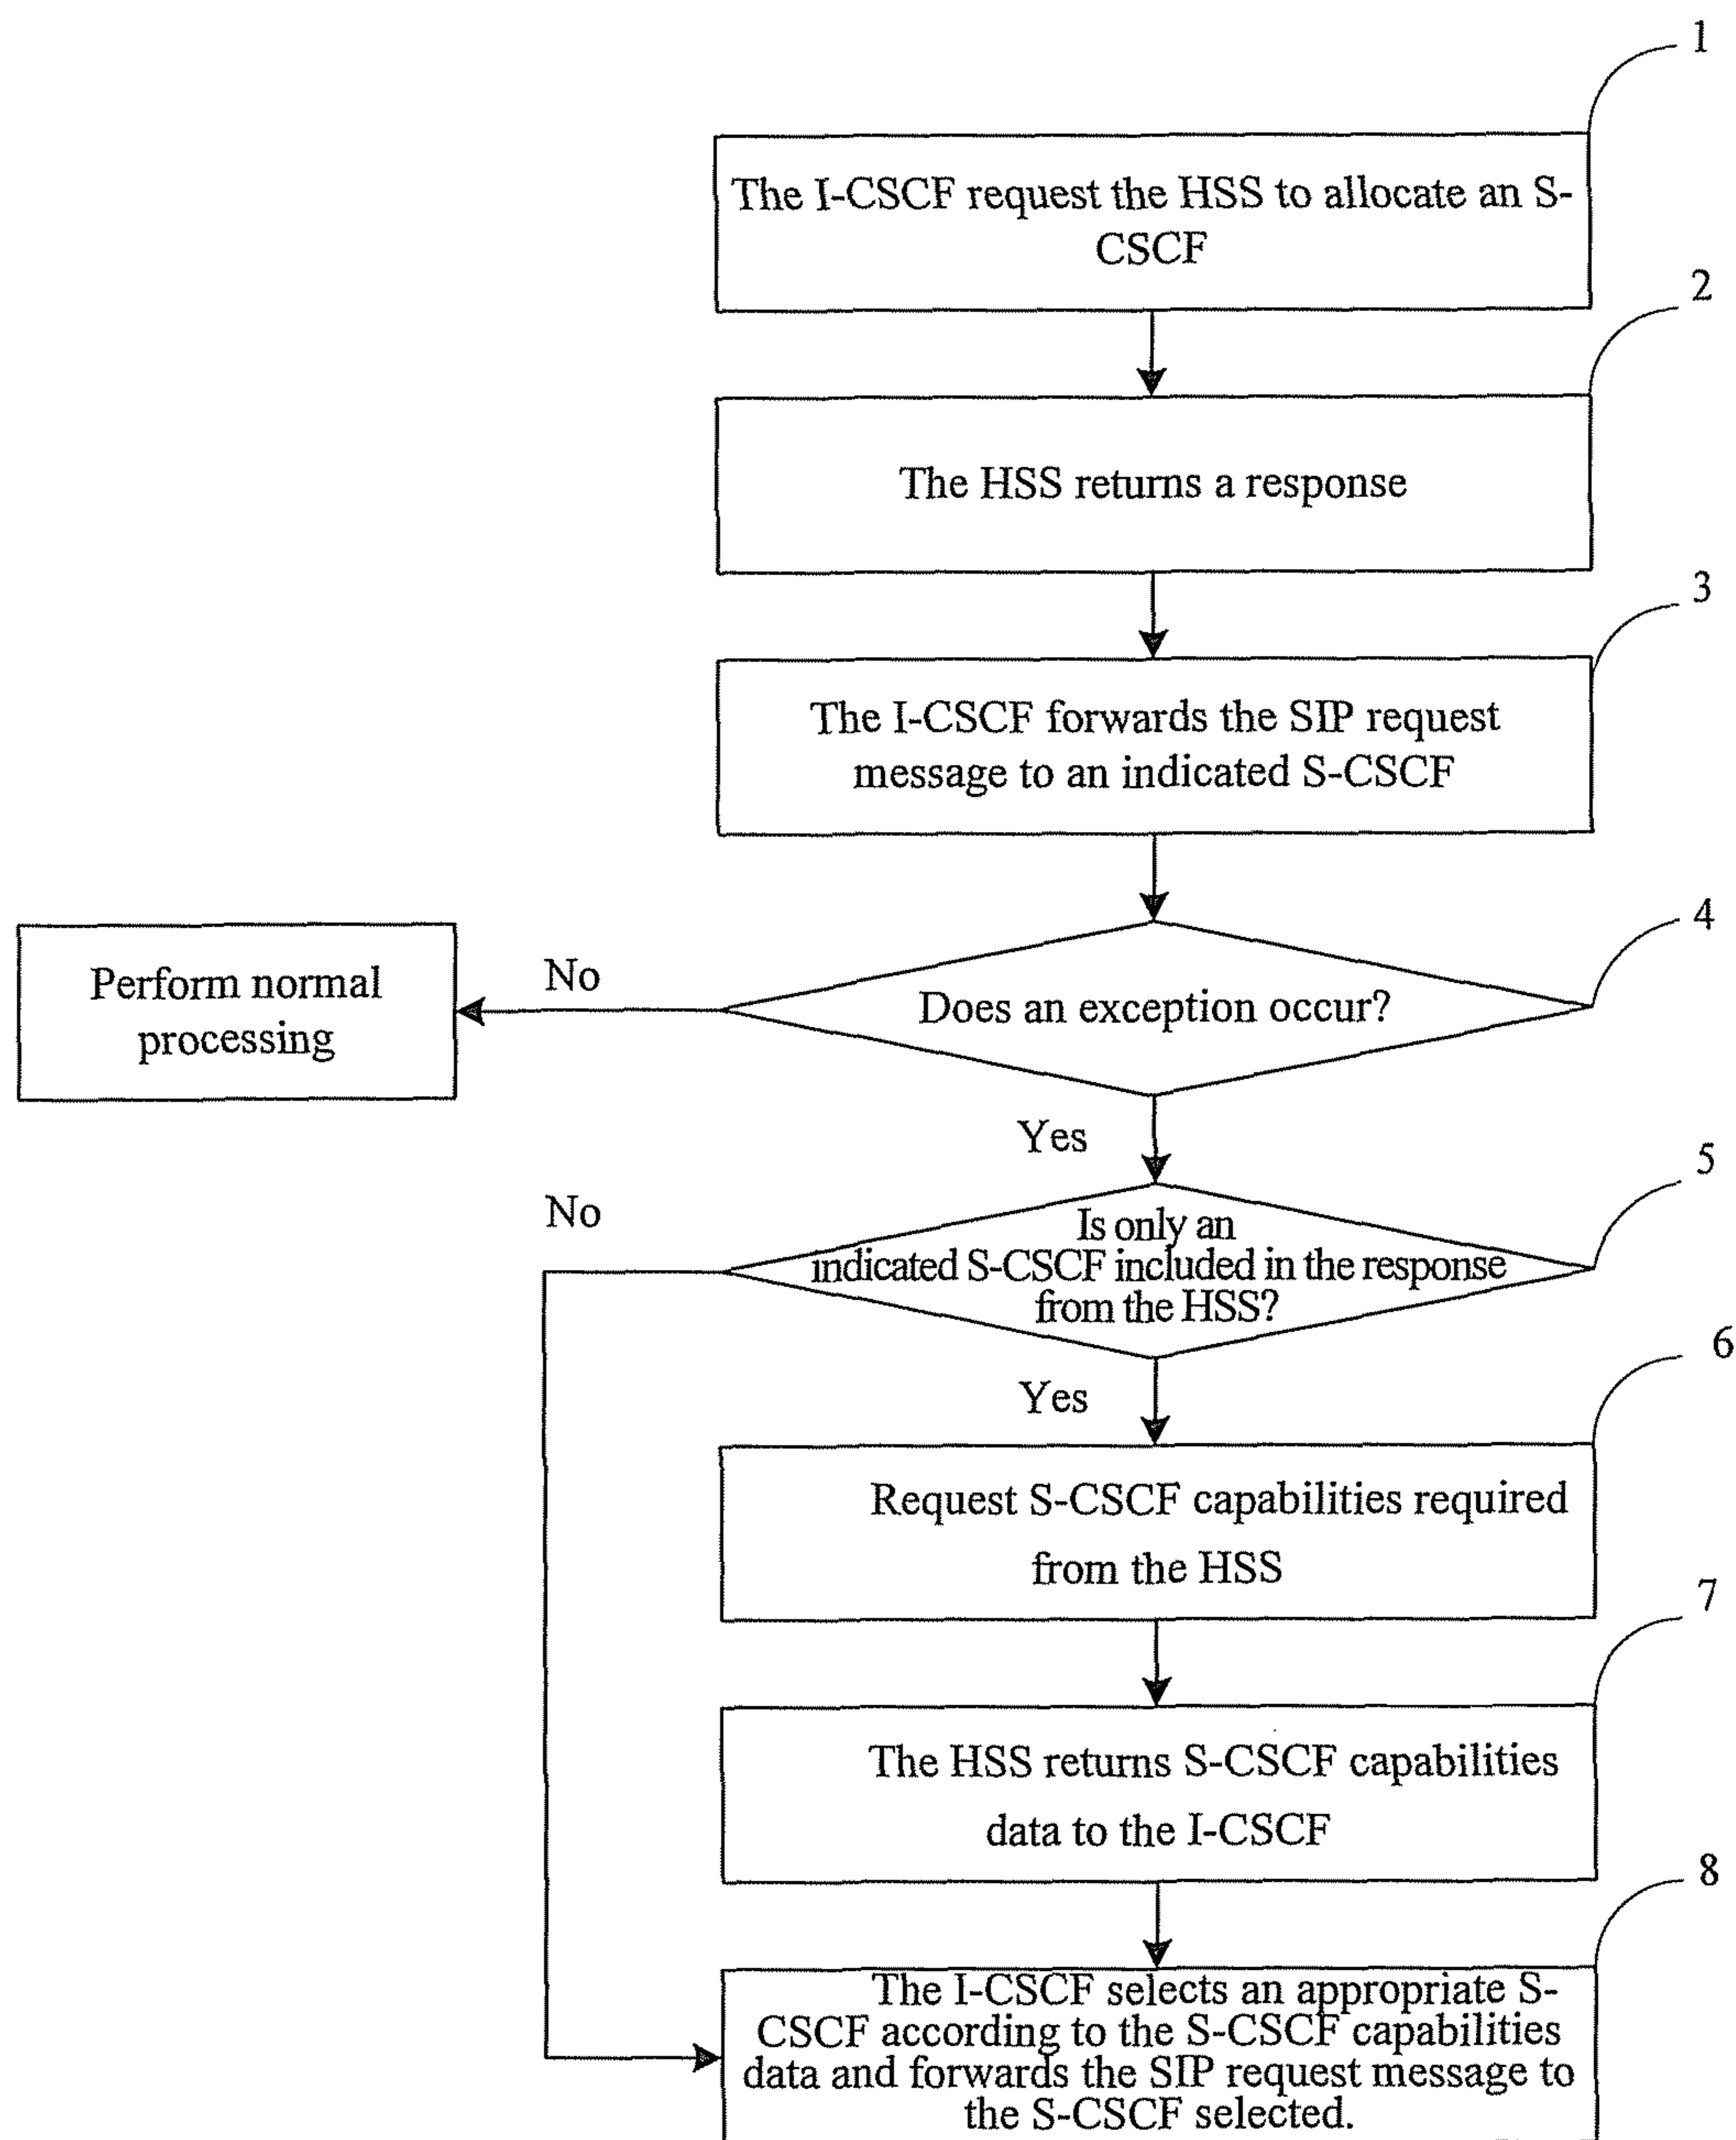 1
The I-CSCF request the HSS to allocate an S-
CSCF
2
The HSS returns a response
3
The I-CSCF forwards the SIP request
message to an indicated S-CSCF
4
Perform normal
processing
No
Does an exception occur?
Yes
5
No
Is only an
indicated S-CSCF included in the response
from the HSS?
6
Yes
Request S-CSCF capabilities required
from the HSS
7
The HSS returns S-CSCF capabilities
data to the I-CSCF
8
The I-CSCF selects an appropriate S-
CSCF according to the S-CSCF capabilities
data and forwards the SIP request message to
the S-CSCF selected.